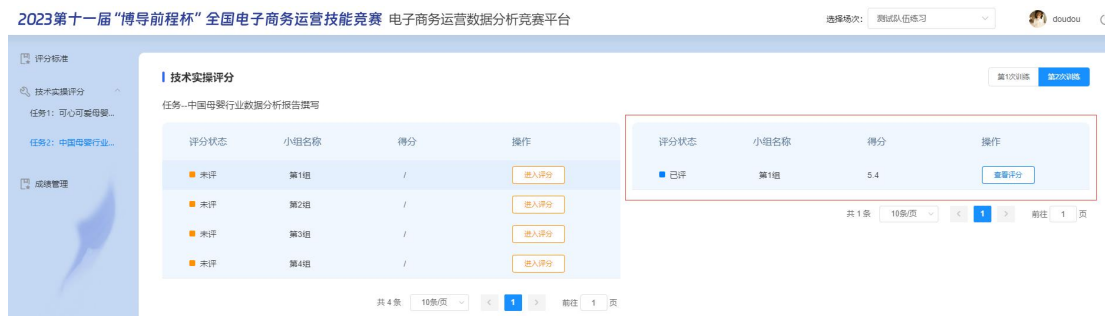 2023第十一届“博导前程杯”全国电子商务运营技能竞赛 电子商务运营数据分析竞赛平台
选择场次： 测试队伍练习
doudou
评分标准
技术实操评分
任务1：可心可爱母婴...
任务2：中国母婴行业...
成绩管理
技术实操评分
第1次训练 第2次训练
任务--中国母婴行业数据分析报告撰写
评分状态 小组名称 得分 操作
未评 第1组 / 进入评分
未评 第2组 / 进入评分
未评 第3组 / 进入评分
未评 第4组 / 进入评分
共 4 条 10条/页 < 1 > 前往 1 页
评分状态 小组名称 得分 操作
已评 第1组 5.4 查看评分
共 1 条 10条/页 < 1 > 前往 1 页